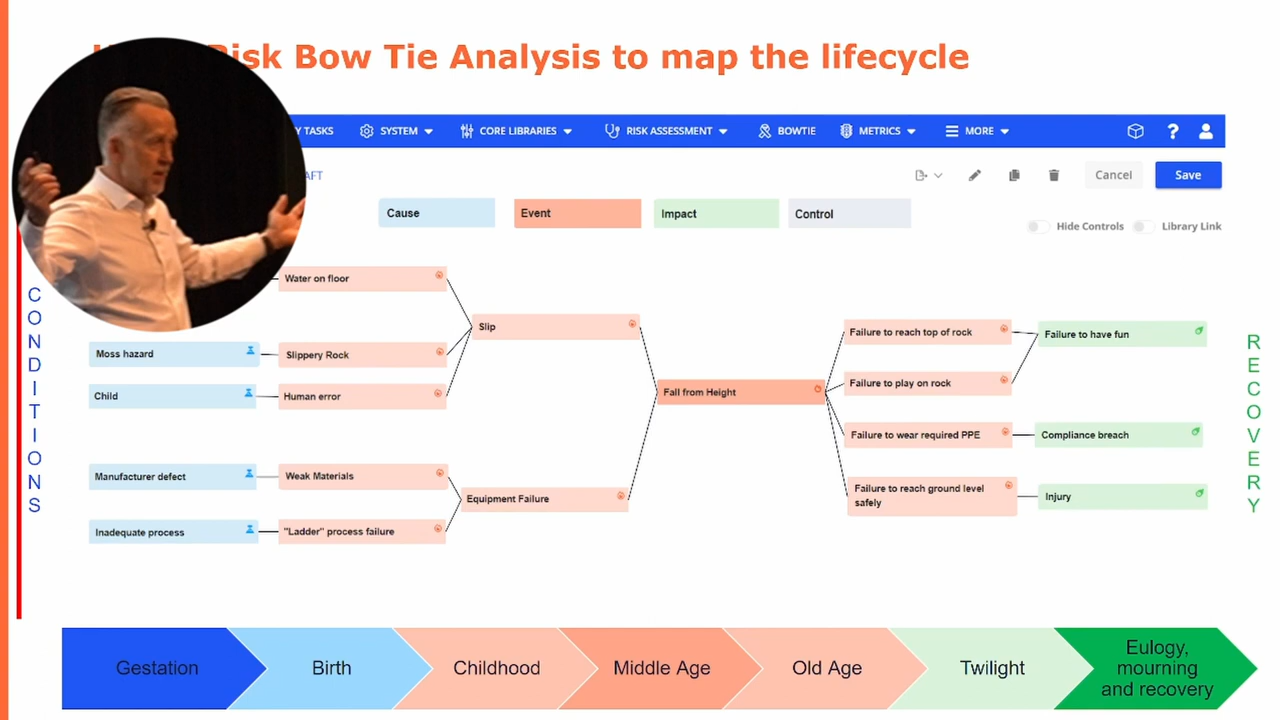 Risk Bow Tie Analysis to map the lifecycle
TASKS
SYSTEM
CORE LIBRARIES
RISK ASSESSMENT
BOWTIE
METRICS
MORE
?
Cancel
Save
Cause
Event
Impact
Control
Hide Controls
Library Link
CONDITIONS
Water on floor
Moss hazard
Slippery Rock
Child
Human error
Manufacturer defect
Weak Materials
Inadequate process
"Ladder" process failure
Slip
Equipment Failure
Fall from Height
Failure to reach top of rock
Failure to have fun
Failure to play on rock
Failure to wear required PPE
Compliance breach
Failure to reach ground level
safely
Injury
RECOVERY
Gestation
Birth
Childhood
Middle Age
Old Age
Twilight
Eulogy,
mourning
and recovery